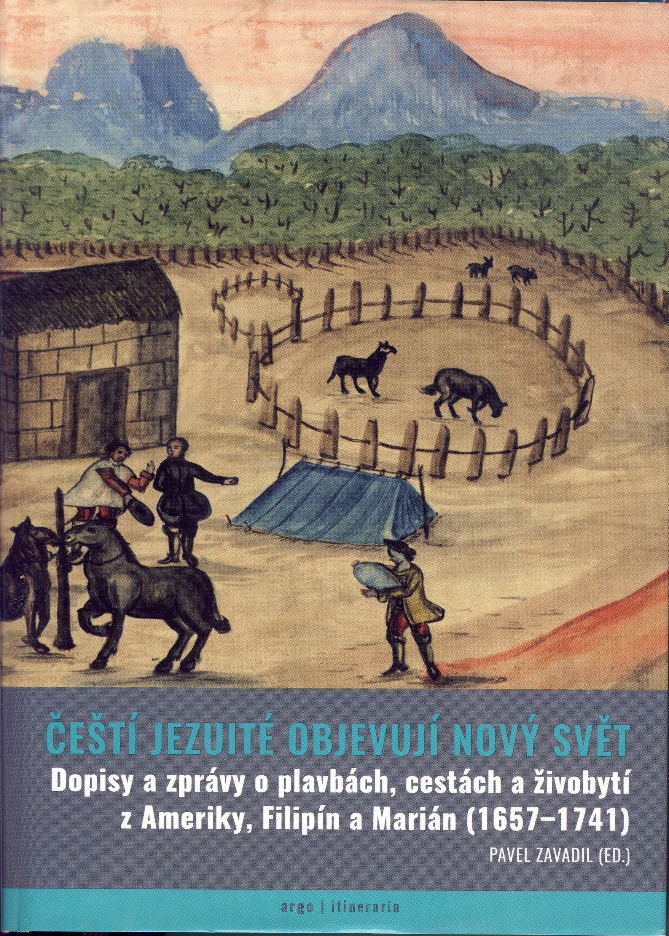 ČEŠTÍ JEZUITÉ OBJEVUJÍ NOVÝ SVĚT
Dopisy a zprávy o plavbách, cestách a živobytí
z Ameriky, Filipín a Marián (1657–1741)
PAVEL ZAVADIL (ED.)
argo | itineraria